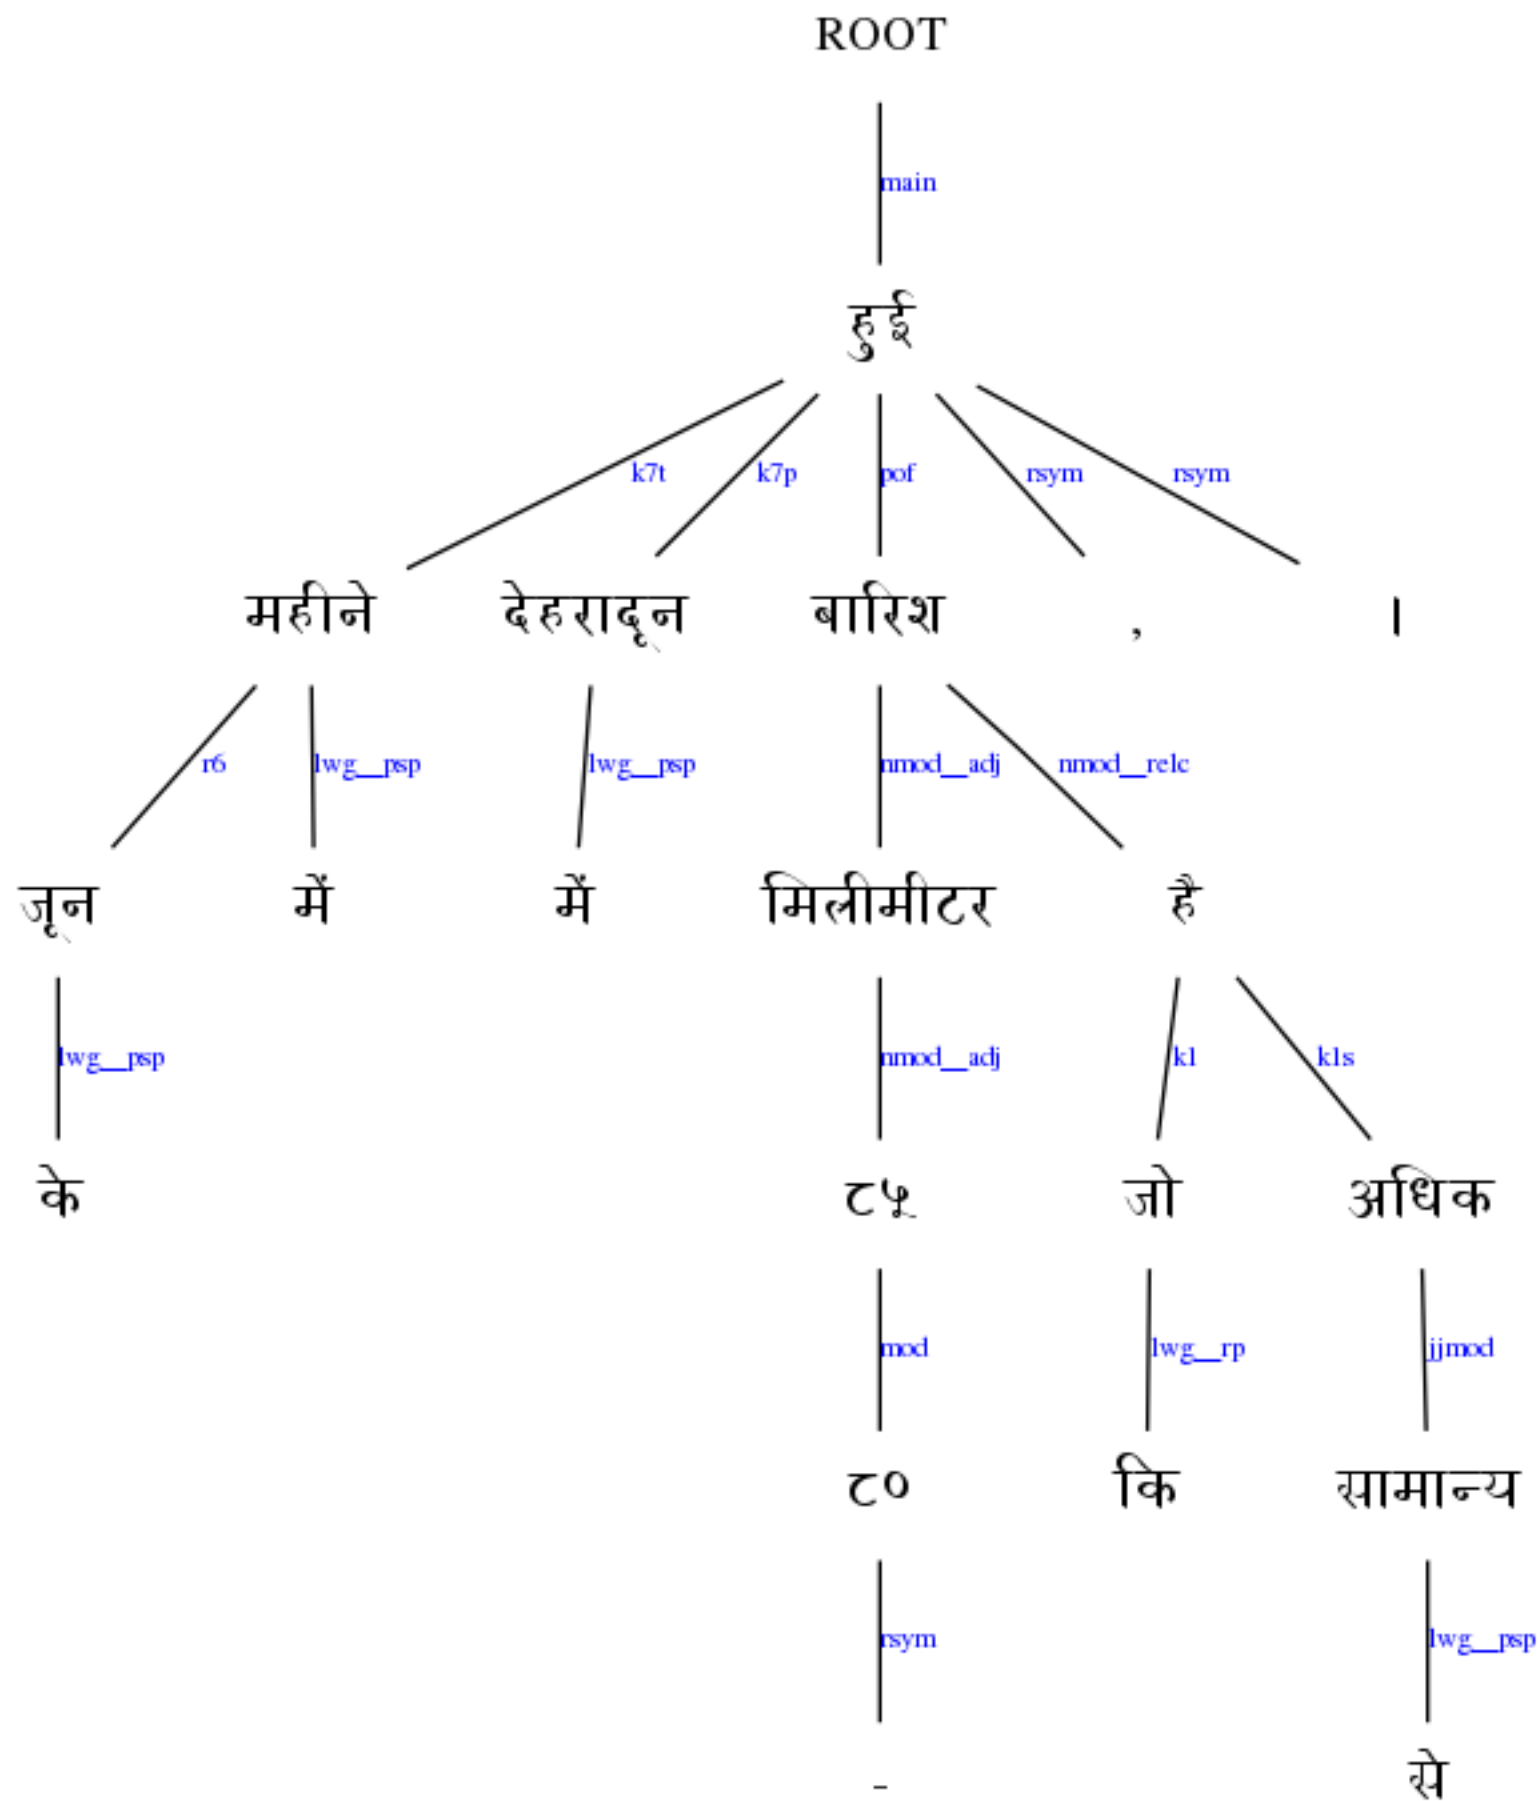 ROOT
main
हुई
k7t k7p pof rsym rsym
महीने देहरादून बारिश , ।
r6 lwg__psp lwg__psp nmod__adj nmod__relc
जून में में मिलीमीटर है
lwg__psp nmod__adj k1 k1s
के ८५ जो अधिक
mod lwg__rp jjmod
८० कि सामान्य
rsym lwg__psp
- से